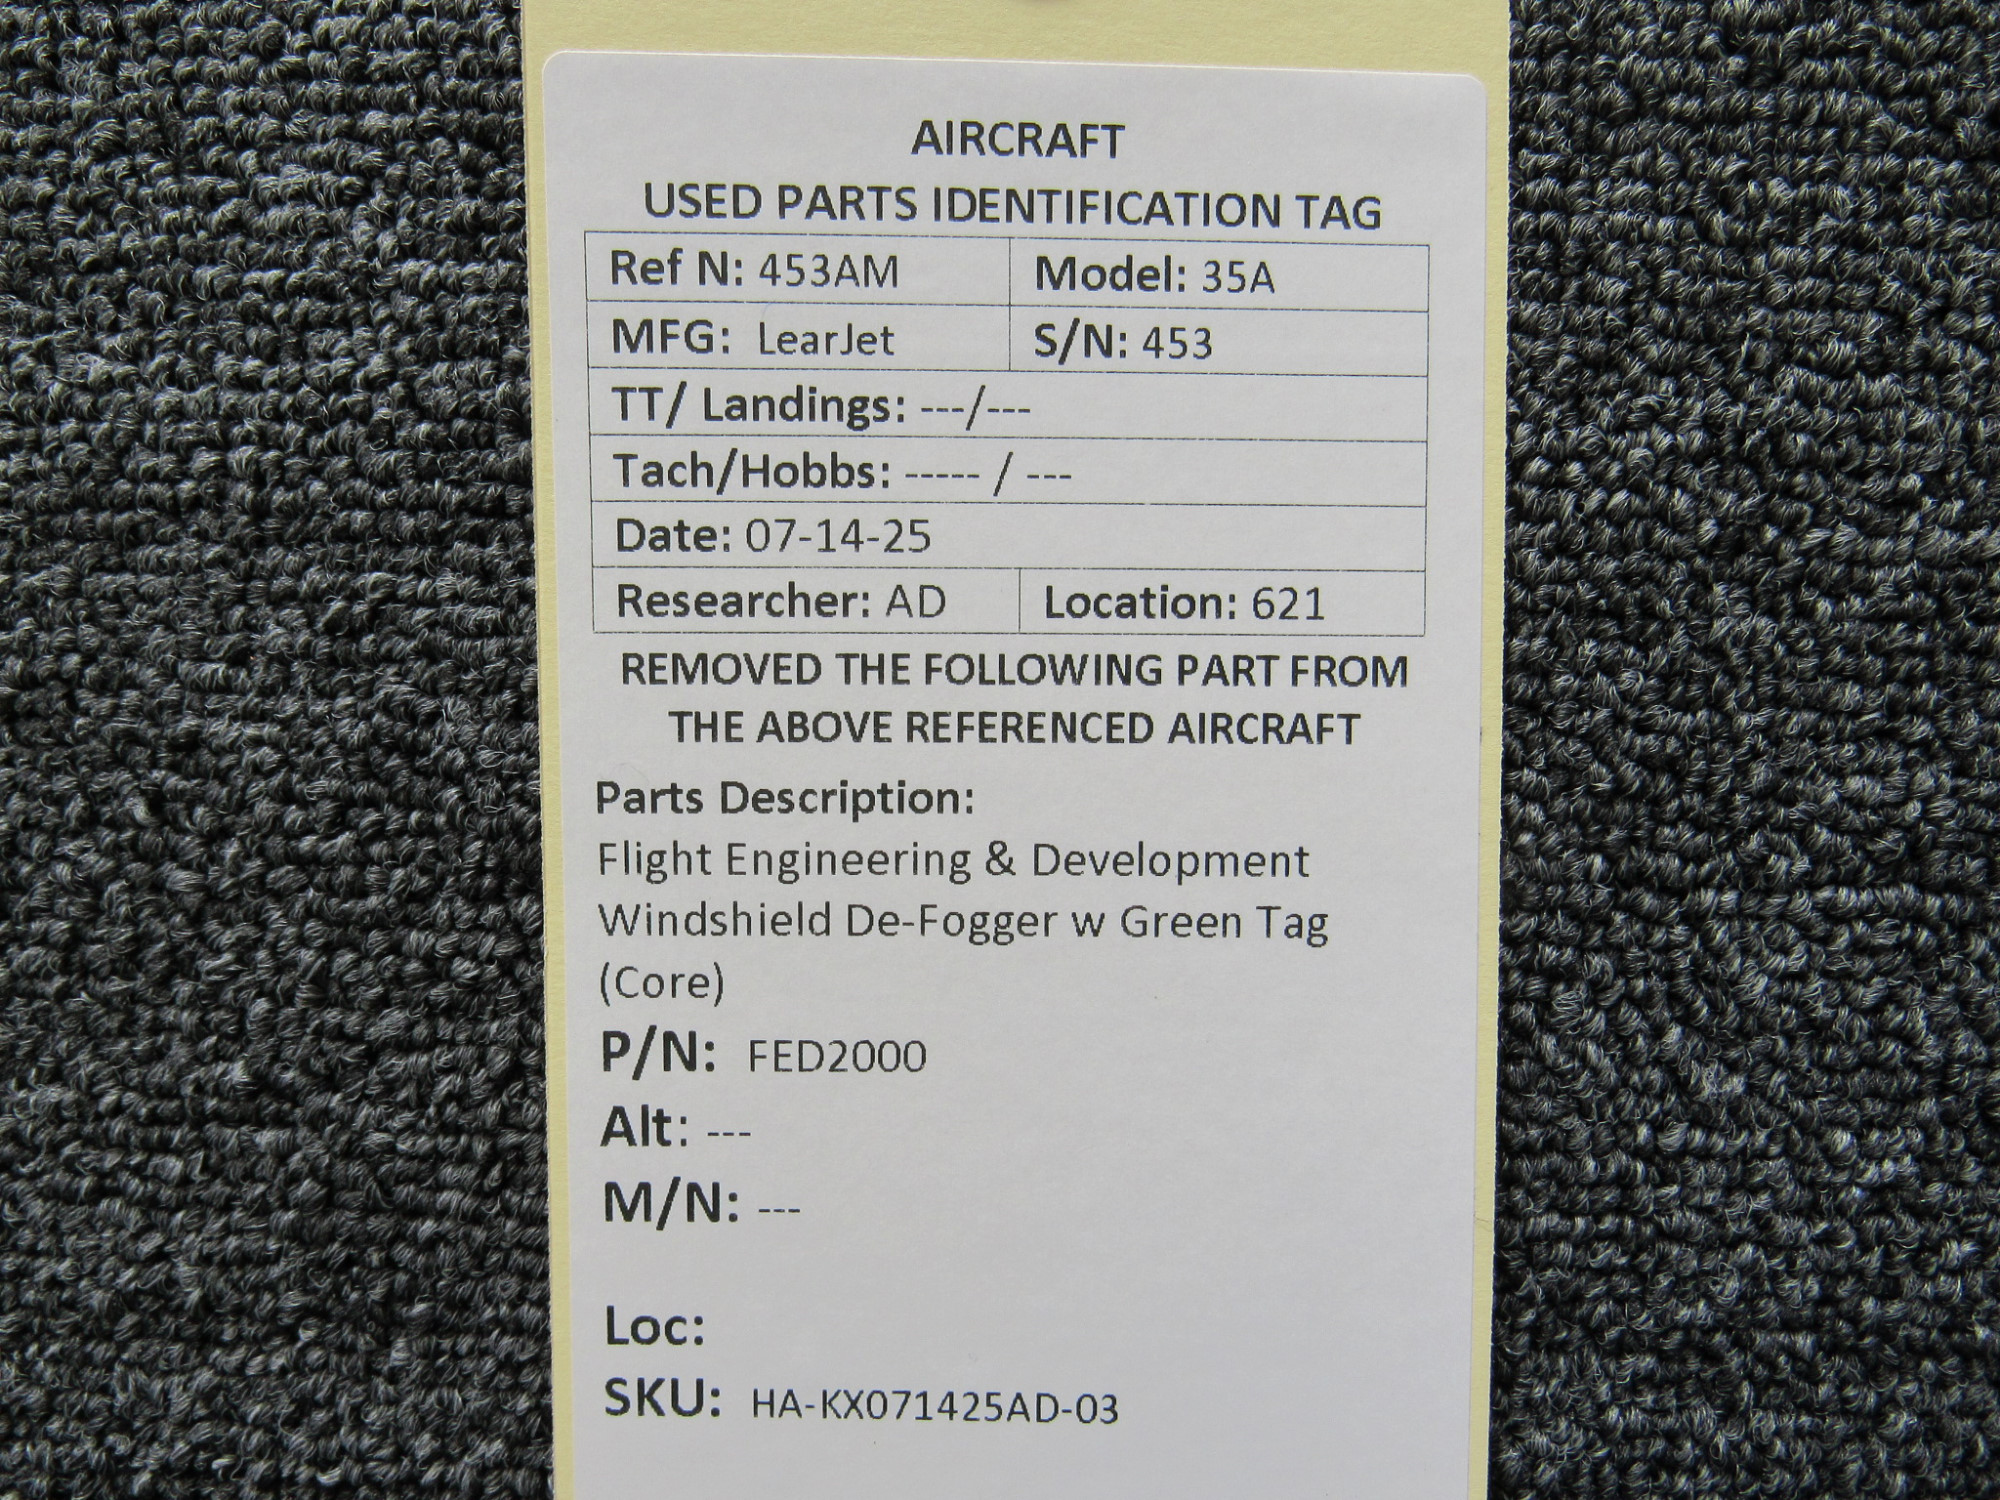 AIRCRAFT
USED PARTS IDENTIFICATION TAG
Ref N: 453AM Model: 35A
MFG: LearJet S/N: 453
TT/ Landings: ---/---
Tach/Hobbs: ----- / ---
Date: 07-14-25
Researcher: AD Location: 621
REMOVED THE FOLLOWING PART FROM
THE ABOVE REFERENCED AIRCRAFT
Parts Description:
Flight Engineering & Development
Windshield De-Fogger w Green Tag
(Core)
P/N: FED2000
Alt: ---
M/N: ---
Loc:
SKU: HA-KX071425AD-03